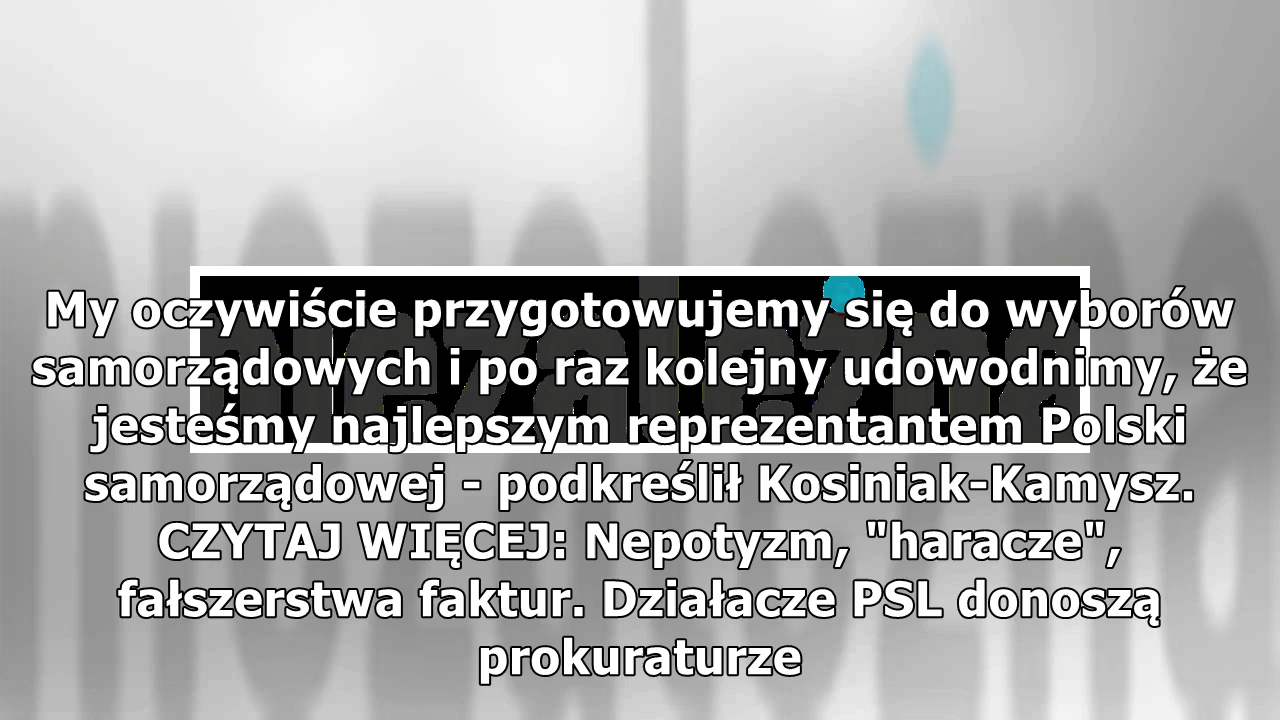 My oczywiście przygotowujemy się do wyborów
samorządowych i po raz kolejny udowodnimy, że
jesteśmy najlepszym reprezentantem Polski
samorządowej - podkreślił Kosiniak-Kamysz.
CZYTAJ WIĘCEJ: Nepotyzm, "haracze",
fałszerstwa faktur. Działacze PSL donoszą
prokuraturze
niezależna